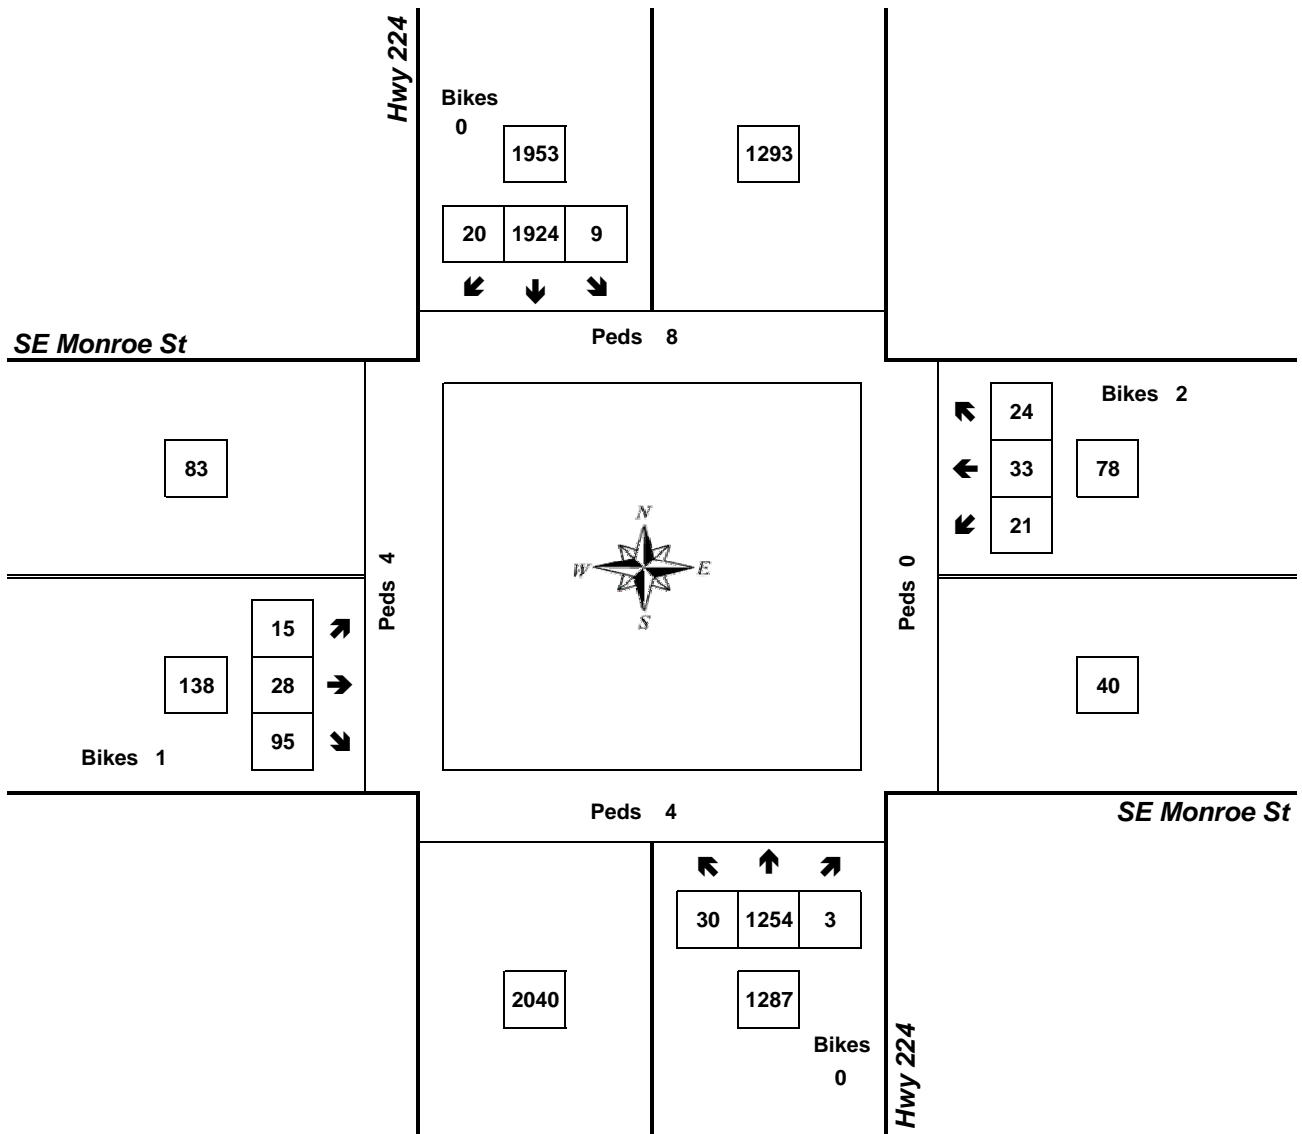 Hwy 224
Bikes
0
1953
1293
20 1924 9
Peds 8
SE Monroe St
Bikes 2
24
83
33 78
21
N
W E
S
Peds 4
Peds 0
15
138 28
95
40
Bikes 1
Peds 4
SE Monroe St
30 1254 3
2040
1287
Bikes
0
Hwy 224